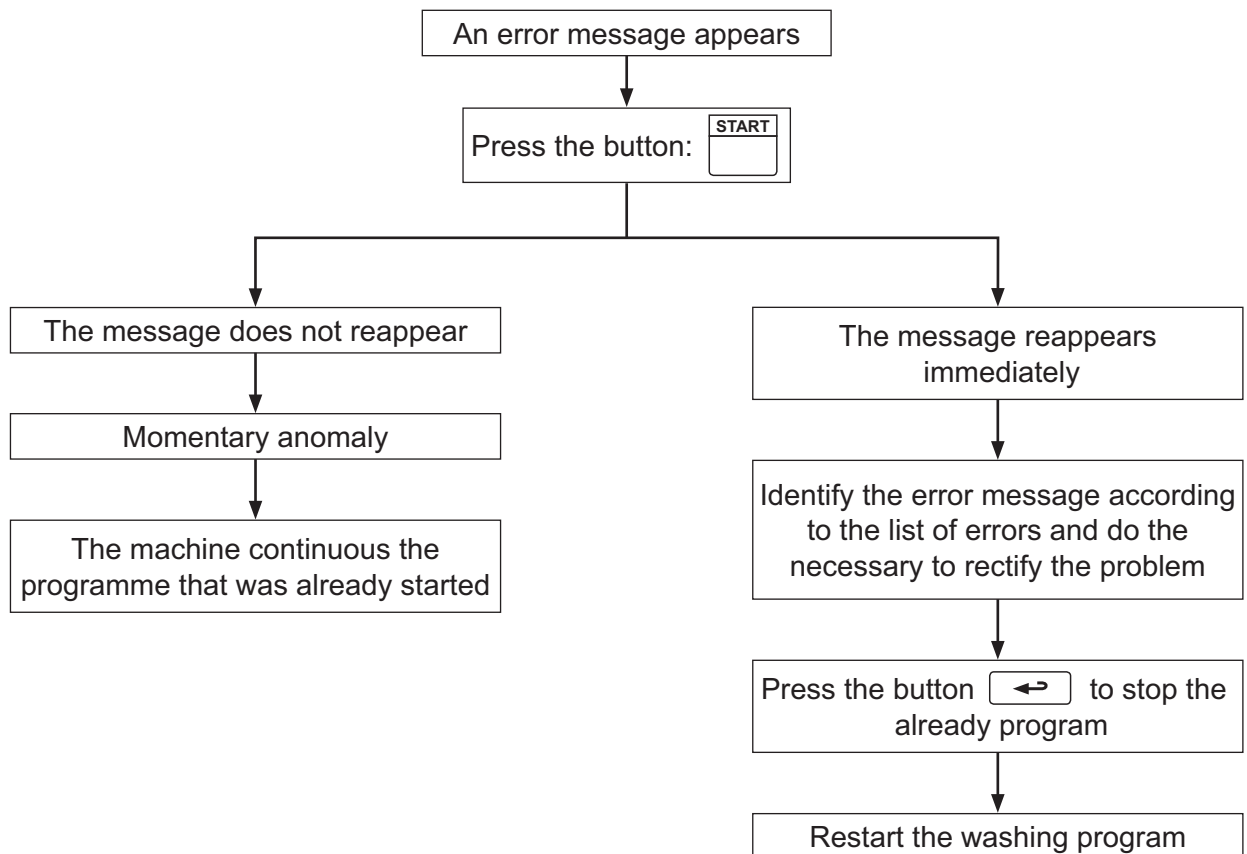 An error message appears
Press the button:
START
The message does not reappear
Momentary anomaly
The machine continuous the
programme that was already started
The message reappears
immediately
Identify the error message according
to the list of errors and do the
necessary to rectify the problem
Press the button to stop the
already program
Restart the washing program